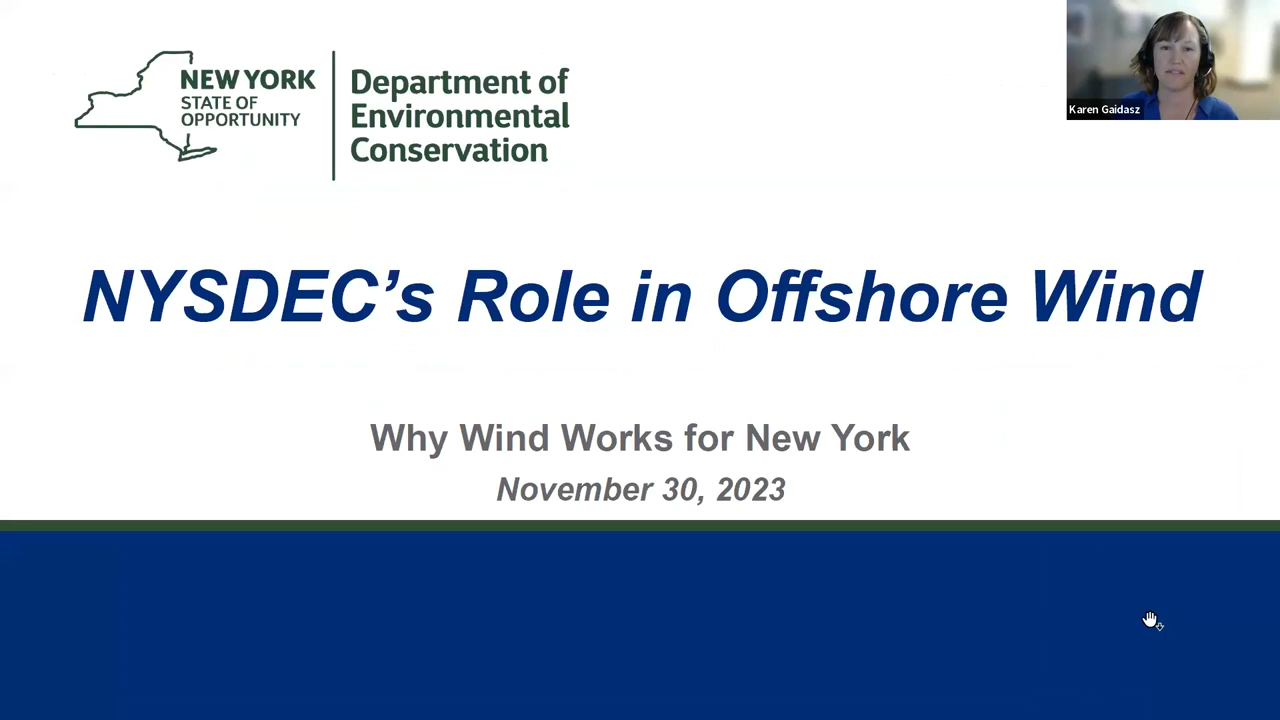 NEW YORK
STATE OF
OPPORTUNITY
Department of
Environmental
Conservation
Karen Gaidasz
NYSDEC’s Role in Offshore Wind
Why Wind Works for New York
November 30, 2023